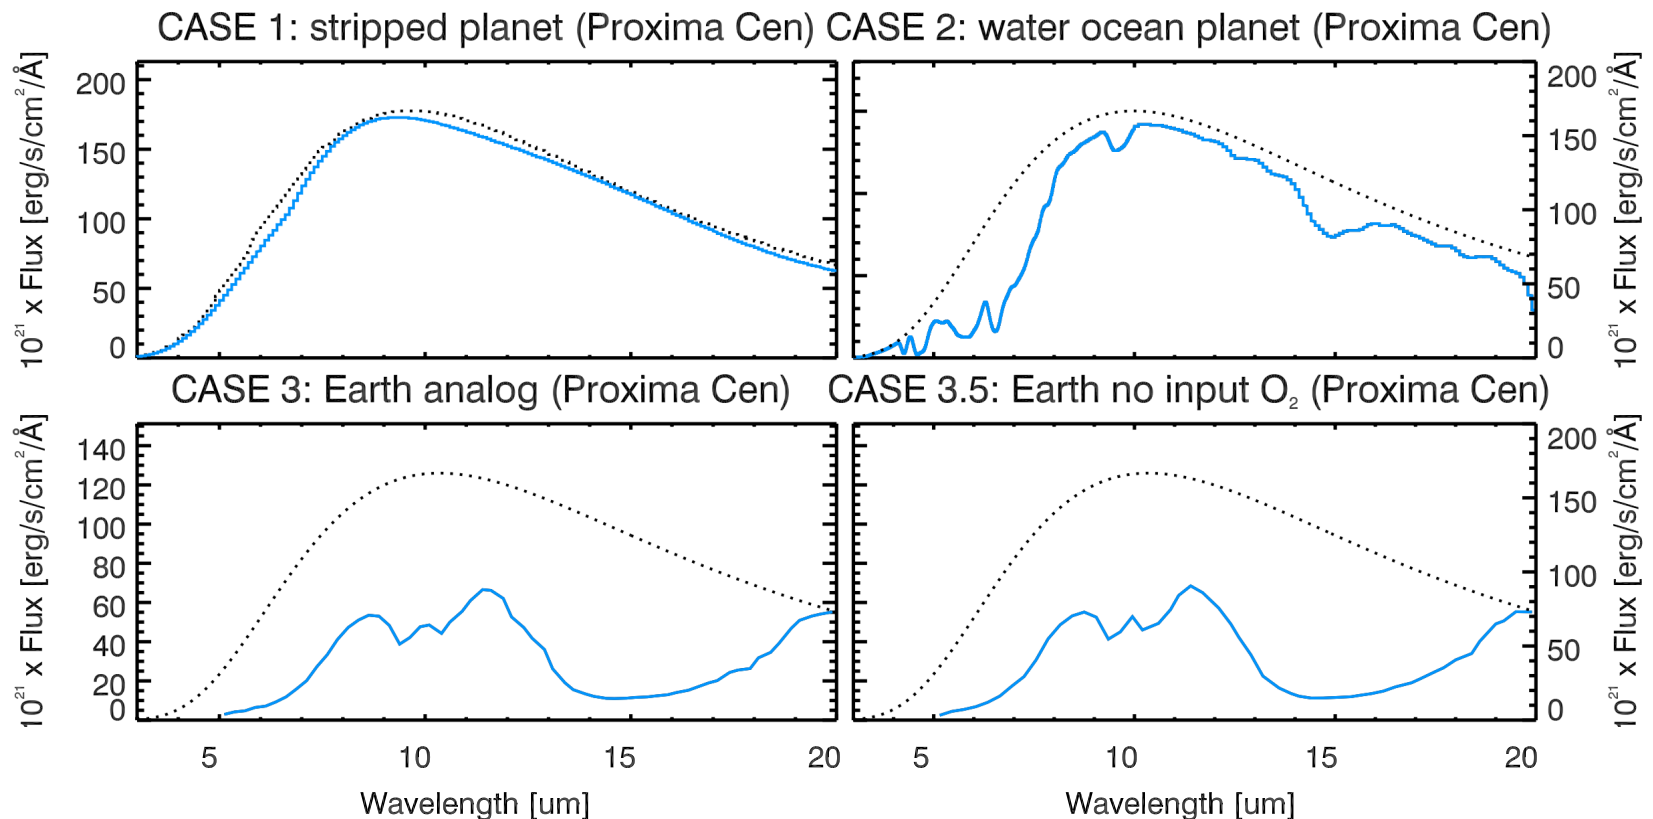 CASE 1: stripped planet (Proxima Cen)
CASE 2: water ocean planet (Proxima Cen)
10²¹ x Flux [erg/s/cm²/Å]
200
150
100
50
0
200
150
100
50
0
10²¹ x Flux [erg/s/cm²/Å]
CASE 3: Earth analog (Proxima Cen)
CASE 3.5: Earth no input O₂ (Proxima Cen)
10²¹ x Flux [erg/s/cm²/Å]
140
120
100
80
60
40
20
0
200
150
100
50
0
10²¹ x Flux [erg/s/cm²/Å]
5 10 15 20
5 10 15 20
Wavelength [um]
Wavelength [um]